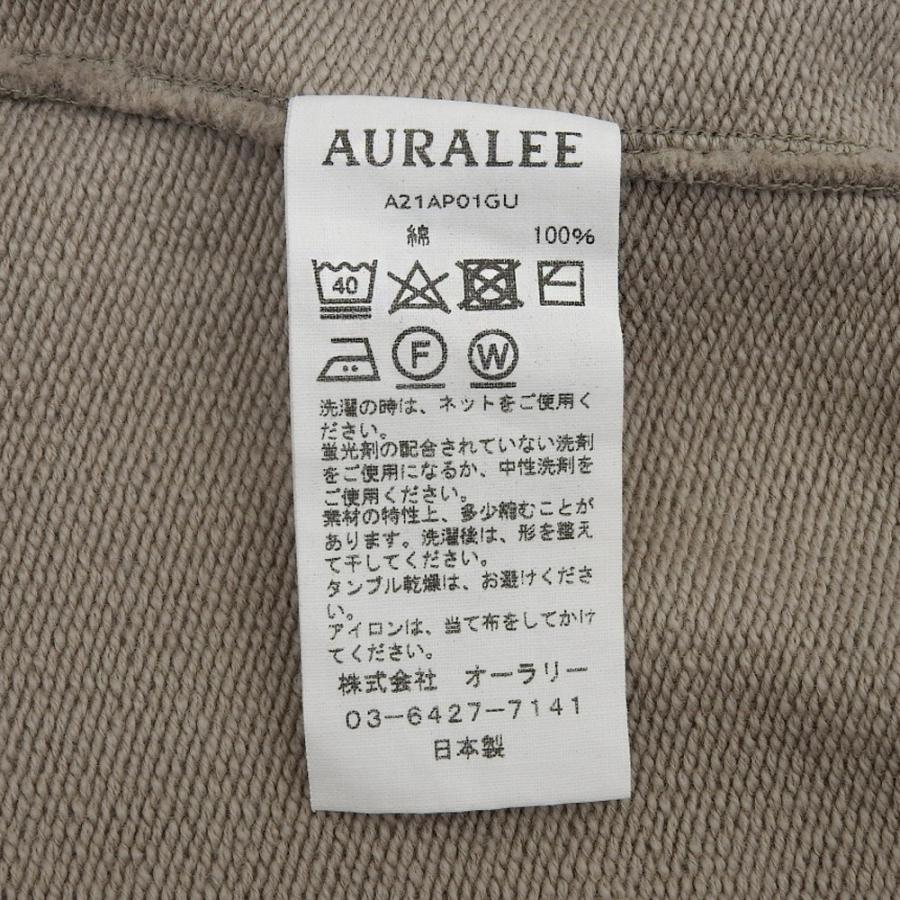 AURALEE
A21AP01GU
綿 100%
40
F W
洗濯の時は、ネットをご使用く
ださい。
蛍光剤の配合されていない洗剤
をご使用になるか、中性洗剤を
ご使用ください。
素材の特性上、多少縮むことが
あります。洗濯後は、形を整え
て干してください。
タンブル乾燥は、お避けくださ
い。
アイロンは、当て布をしてかけ
てください。
株式会社 オーラリー
03-6427-7141
日本製